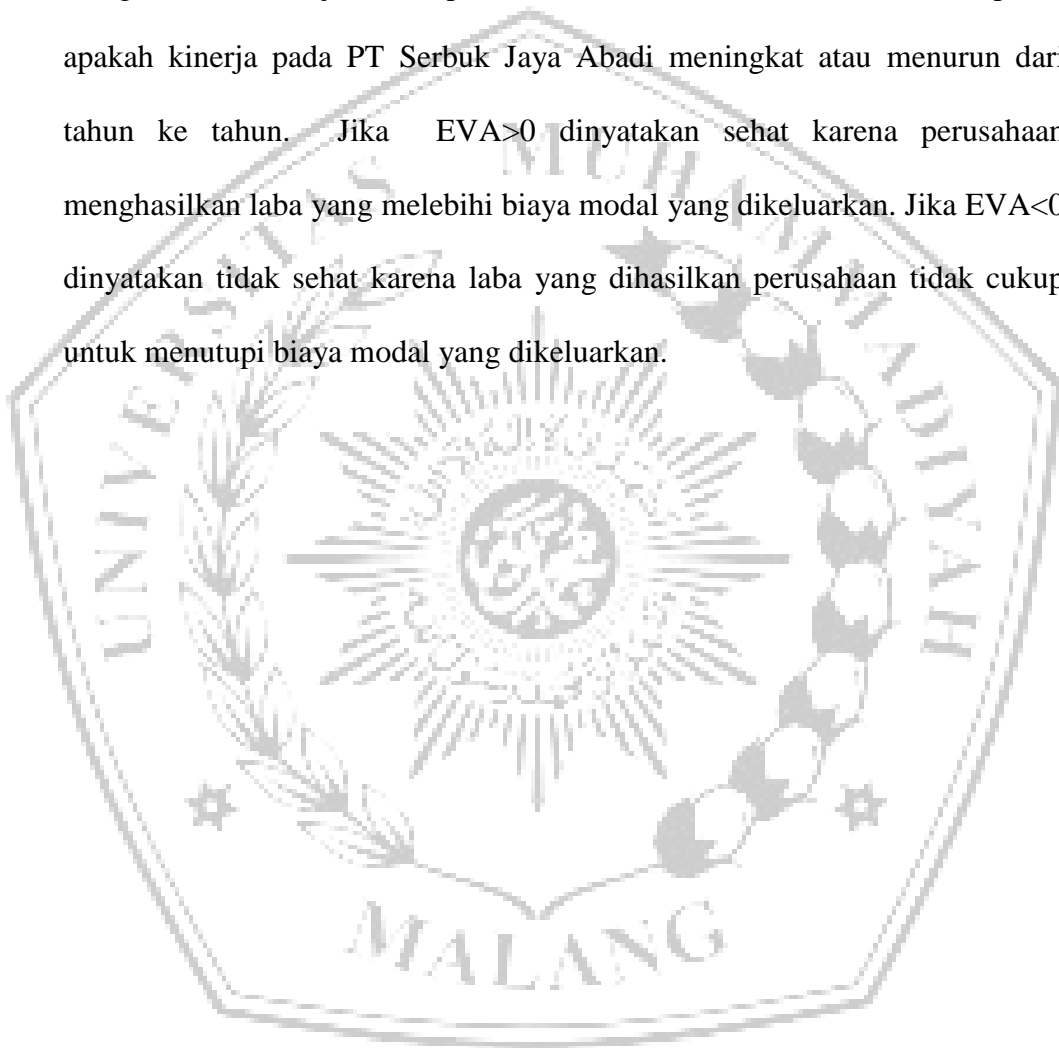 apakah kinerja pada PT Serbuk Jaya Abadi meningkat atau menurun dari
tahun ke tahun. Jika EVA>0 dinyatakan sehat karena perusahaan
menghasilkan laba yang melebihi biaya modal yang dikeluarkan. Jika EVA<0
dinyatakan tidak sehat karena laba yang dihasilkan perusahaan tidak cukup
untuk menutupi biaya modal yang dikeluarkan.
UNIVERSITAS MUHAMMADIYAH
MALANG